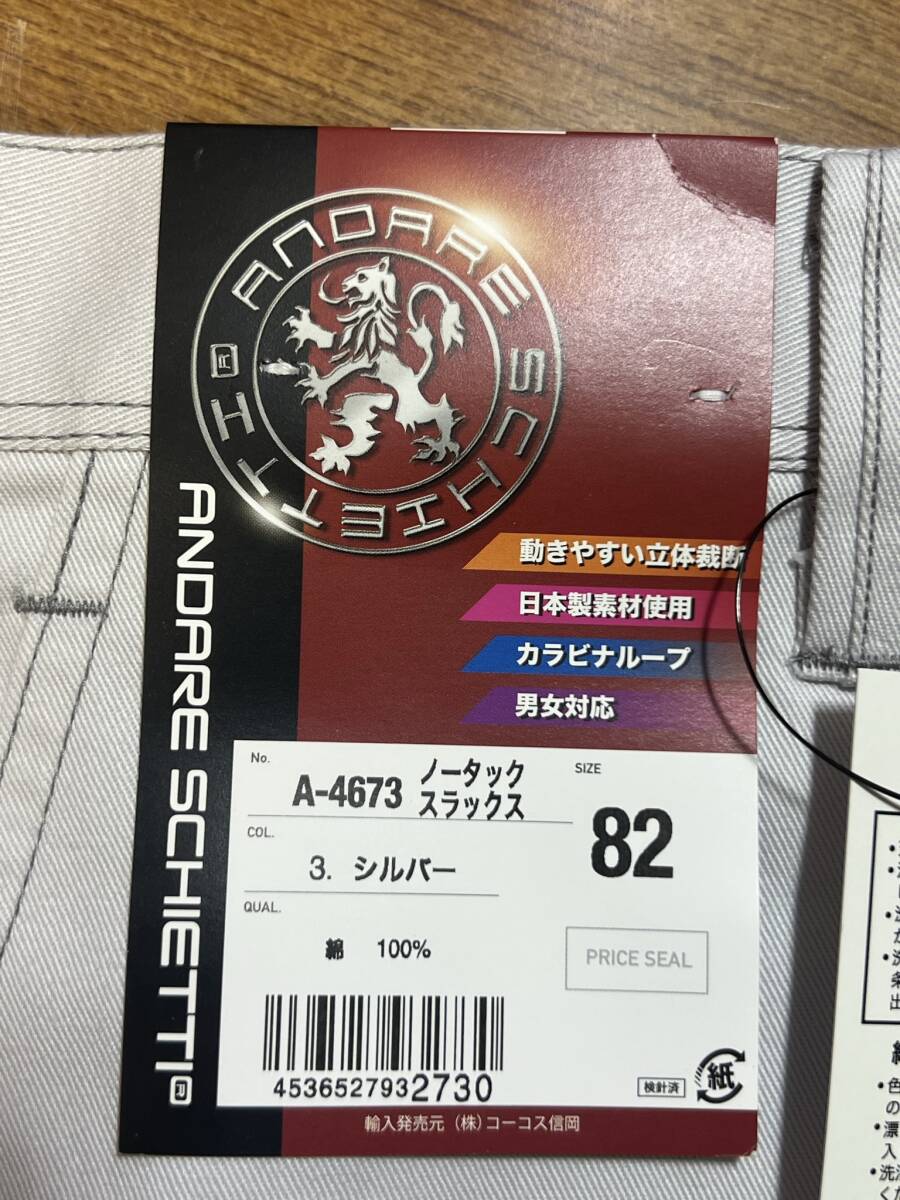 ANDARE SCHIETTI R
ANDARE SCHIETTI®
動きやすい立体裁断
日本製素材使用
カラビナループ
男女対応
No.
A-4673 ノータック
スラックス
SIZE
82
COL.
3. シルバー
QUAL.
綿 100%
PRICE SEAL
4536527932730
検針済
紙
輸入発売元 (株)コーコス信岡